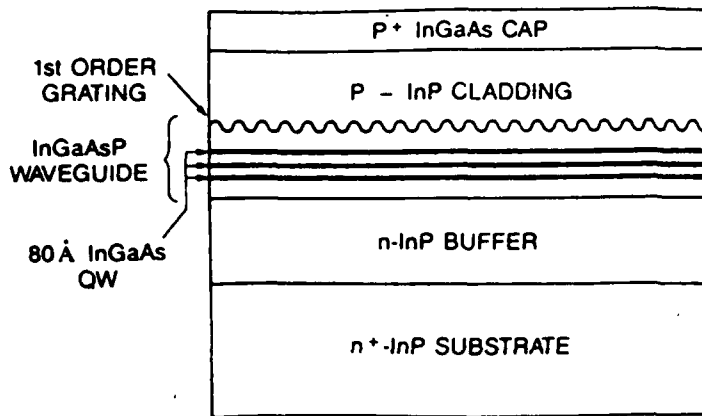 P+ InGaAs CAP
1st ORDER
GRATING
P – InP CLADDING
InGaAsP
WAVEGUIDE
80 Å InGaAs
QW
n-InP BUFFER
n+-InP SUBSTRATE